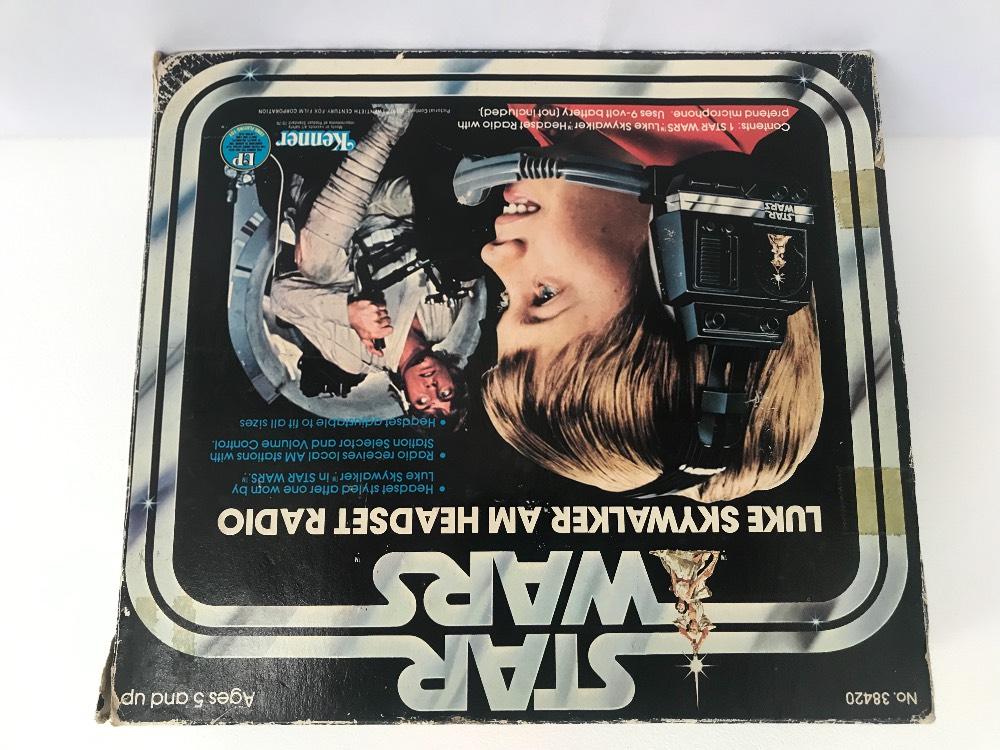 No. 38420
Ages 5 and up
STAR
WARS™
LUKE SKYWALKER AM HEADSET RADIO
• Headset styled after one worn by
Luke Skywalker™ in STAR WARS.™
• Radio receives local AM stations with
Station Selector and Volume Control.
• Headset adjustable to fit all sizes
STAR
WARS
Contents: 1 STAR WARS™ Luke Skywalker™ Headset Radio with
pretend microphone. Uses 9-volt battery (not included).
Kenner
LP